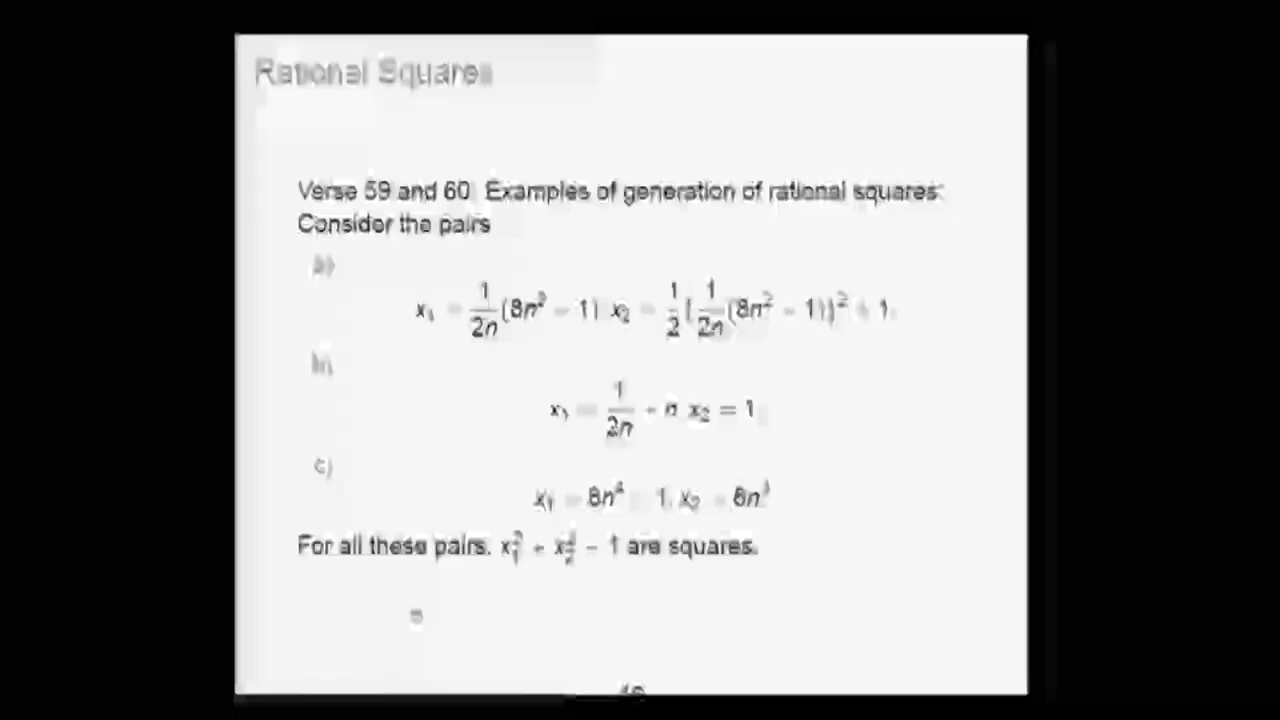 Rational Squares
Verse 59 and 60. Examples of generation of rational squares:
Consider the pairs
a)
x₁ = 1/2n (8n² − 1) x₂ = 1/2 [1/2n (8n² − 1)]² + 1.
b)
x₁ = 1/2n + n x₂ = 1
c)
x₁ 8n⁴ 1, x₂ 8n³
For all these pairs, x₁² + x₂² − 1 are squares.